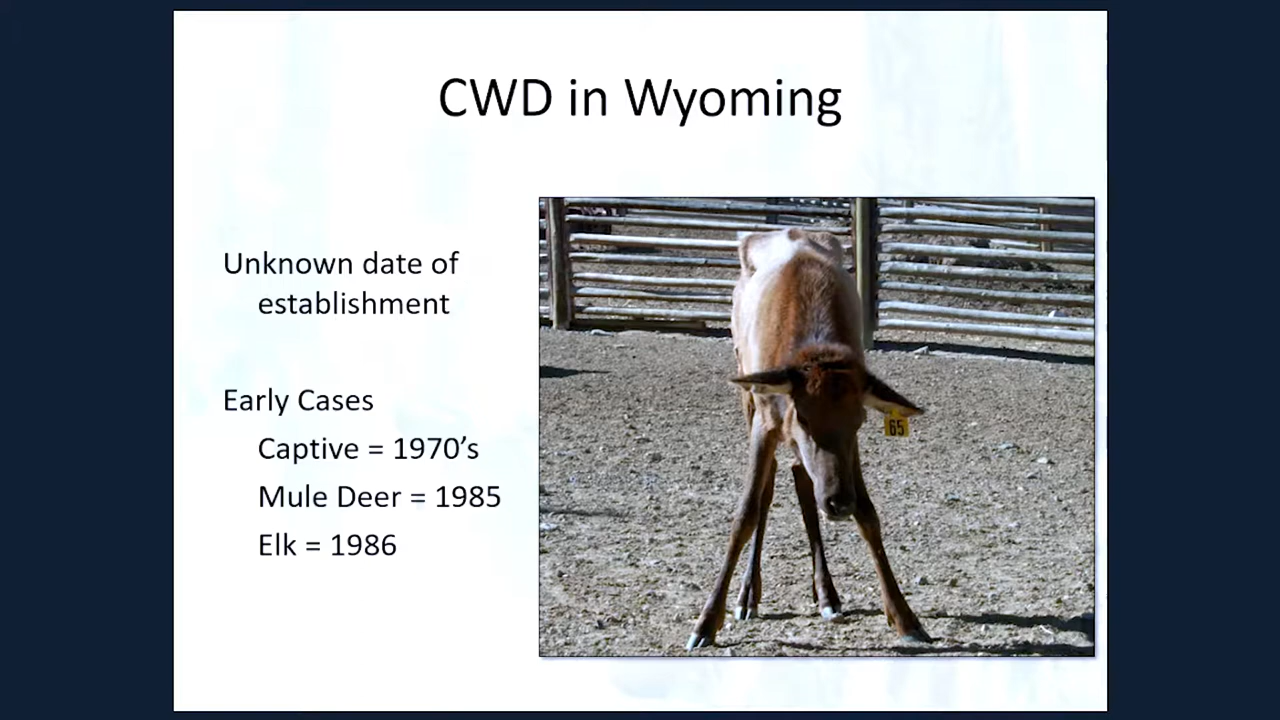 CWD in Wyoming
Unknown date of
establishment
Early Cases
Captive = 1970’s
Mule Deer = 1985
Elk = 1986
65